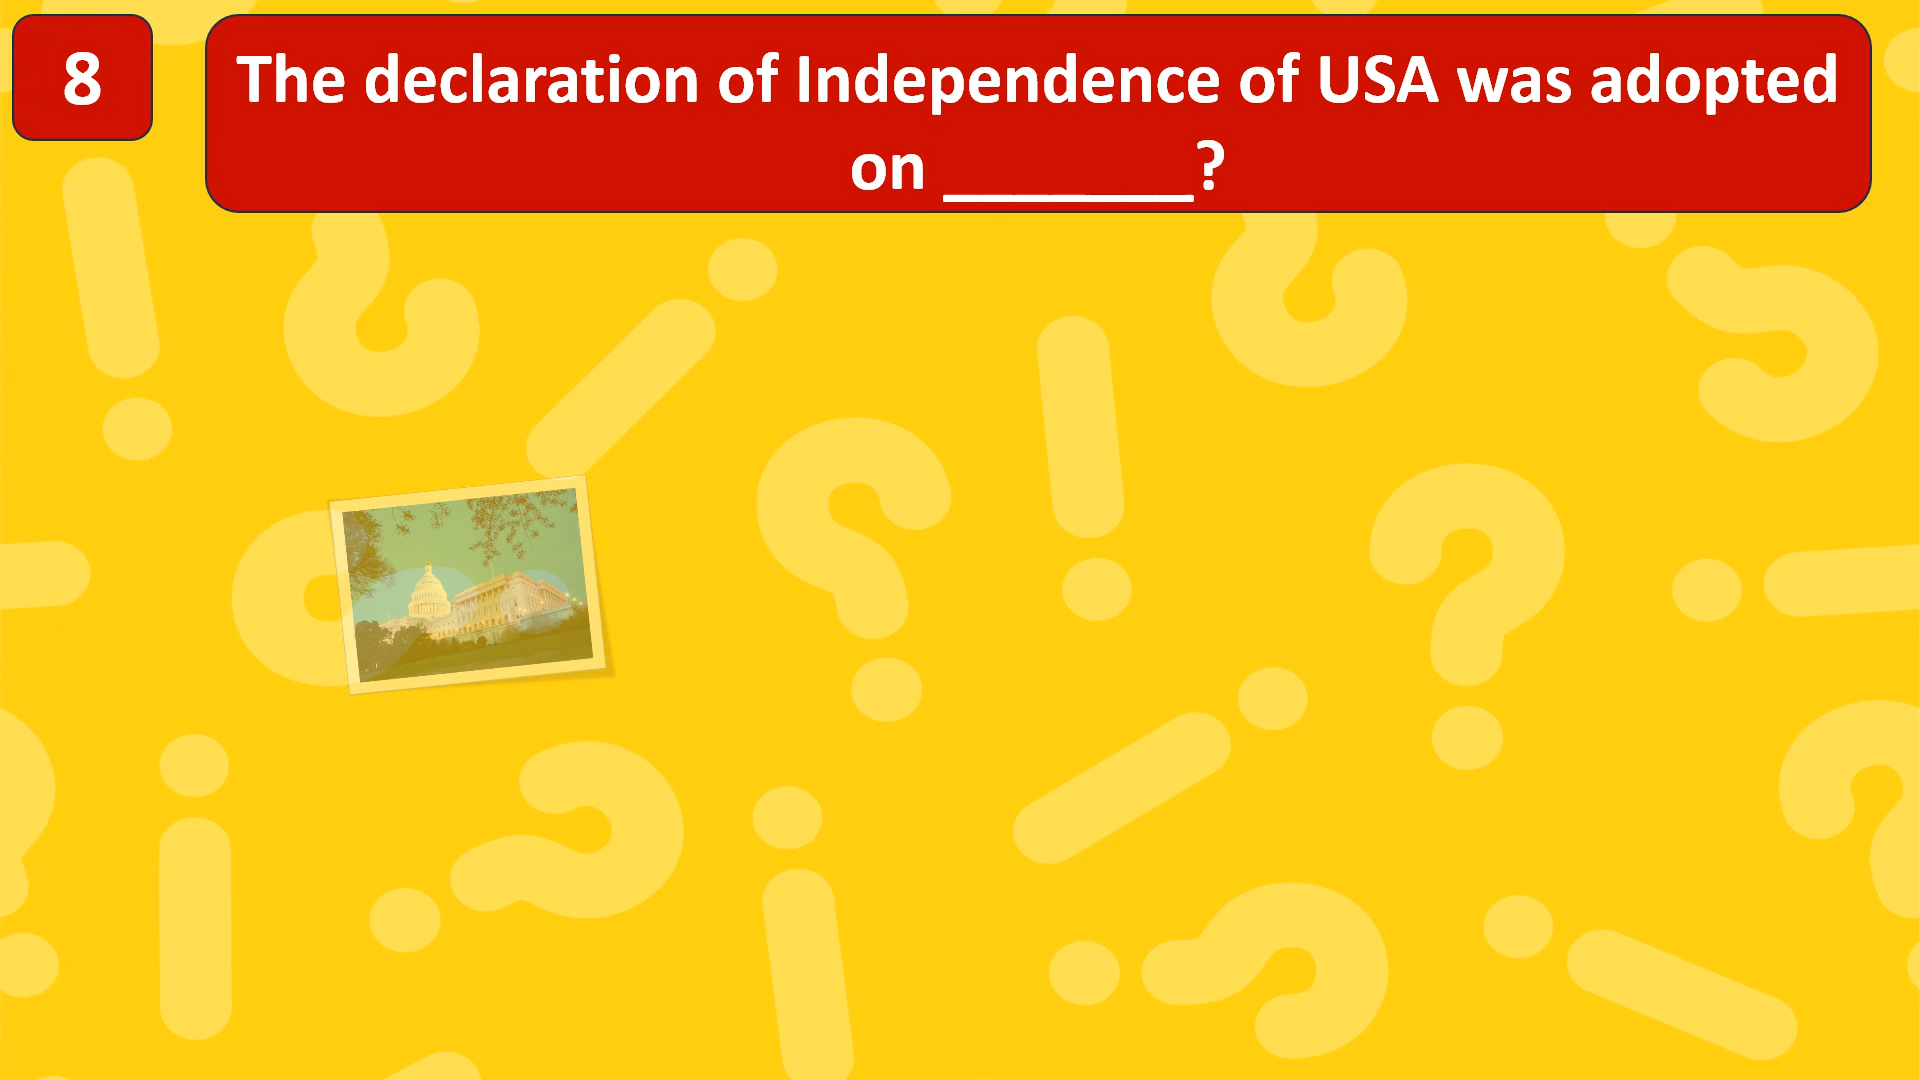 8
The declaration of Independence of USA was adopted
on ________?